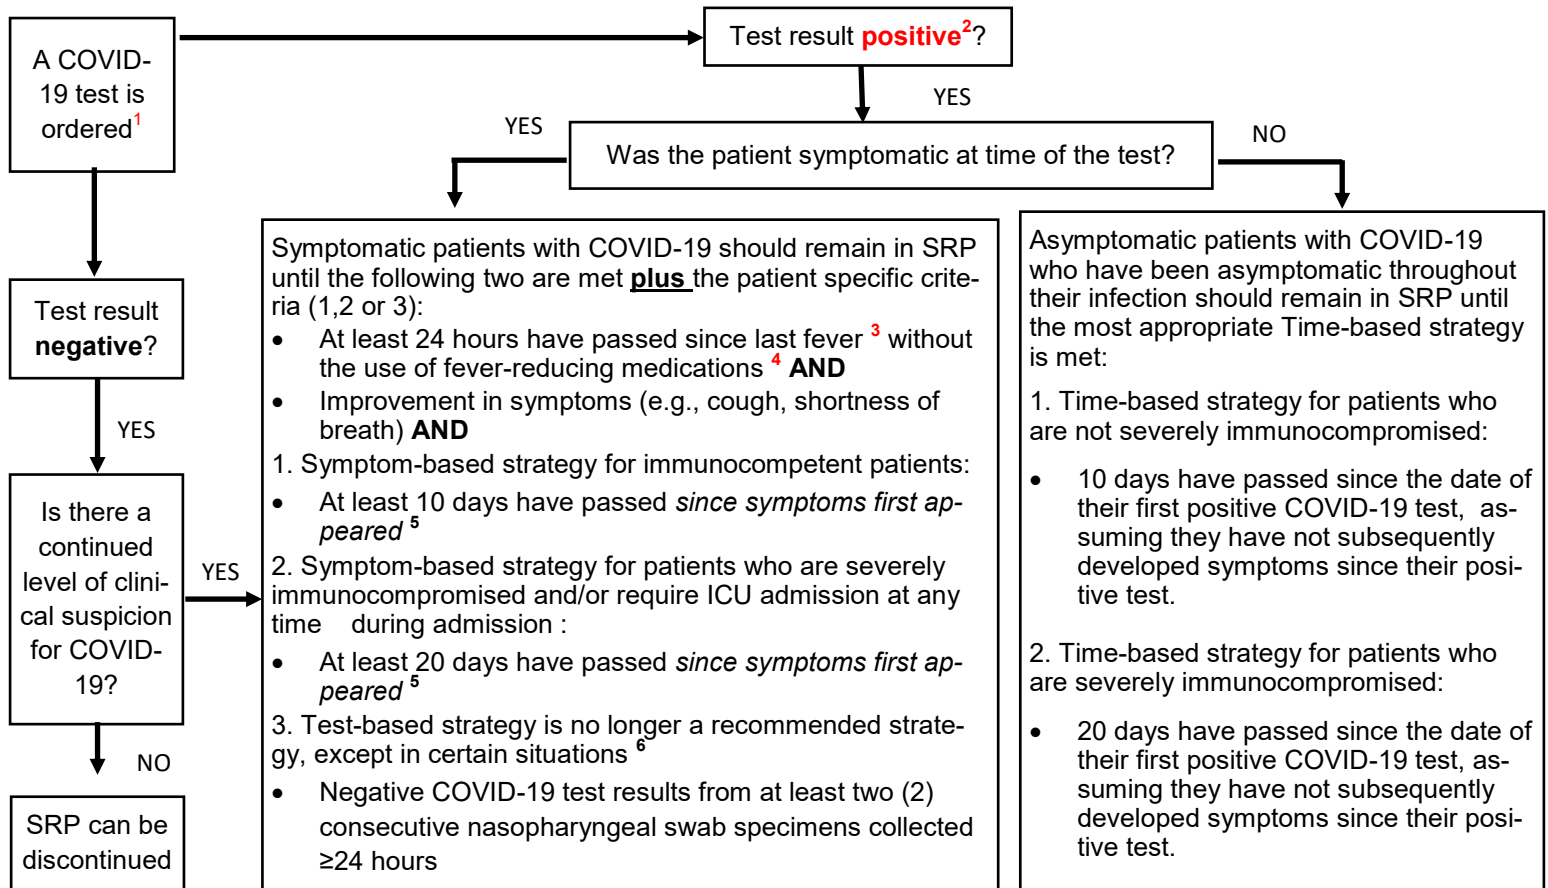 A COVID-
19 test is
ordered1
Test result positive2?
YES
YES
Was the patient symptomatic at time of the test?
NO
Test result
negative?
YES
Is there a
continued
level of clini-
cal suspicion
for COVID-
19?
YES
NO
SRP can be
discontinued
Symptomatic patients with COVID-19 should remain in SRP
until the following two are met plus the patient specific crite-
ria (1,2 or 3):
• At least 24 hours have passed since last fever 3 without
the use of fever-reducing medications 4 AND
• Improvement in symptoms (e.g., cough, shortness of
breath) AND
1. Symptom-based strategy for immunocompetent patients:
• At least 10 days have passed since symptoms first ap-
peared 5
2. Symptom-based strategy for patients who are severely
immunocompromised and/or require ICU admission at any
time during admission :
• At least 20 days have passed since symptoms first ap-
peared 5
3. Test-based strategy is no longer a recommended strate-
gy, except in certain situations 6
• Negative COVID-19 test results from at least two (2)
consecutive nasopharyngeal swab specimens collected
≥24 hours
Asymptomatic patients with COVID-19
who have been asymptomatic throughout
their infection should remain in SRP until
the most appropriate Time-based strategy
is met:
1. Time-based strategy for patients who
are not severely immunocompromised:
• 10 days have passed since the date of
their first positive COVID-19 test, as-
suming they have not subsequently
developed symptoms since their posi-
tive test.
2. Time-based strategy for patients who
are severely immunocompromised:
• 20 days have passed since the date of
their first positive COVID-19 test, as-
suming they have not subsequently
developed symptoms since their posi-
tive test.